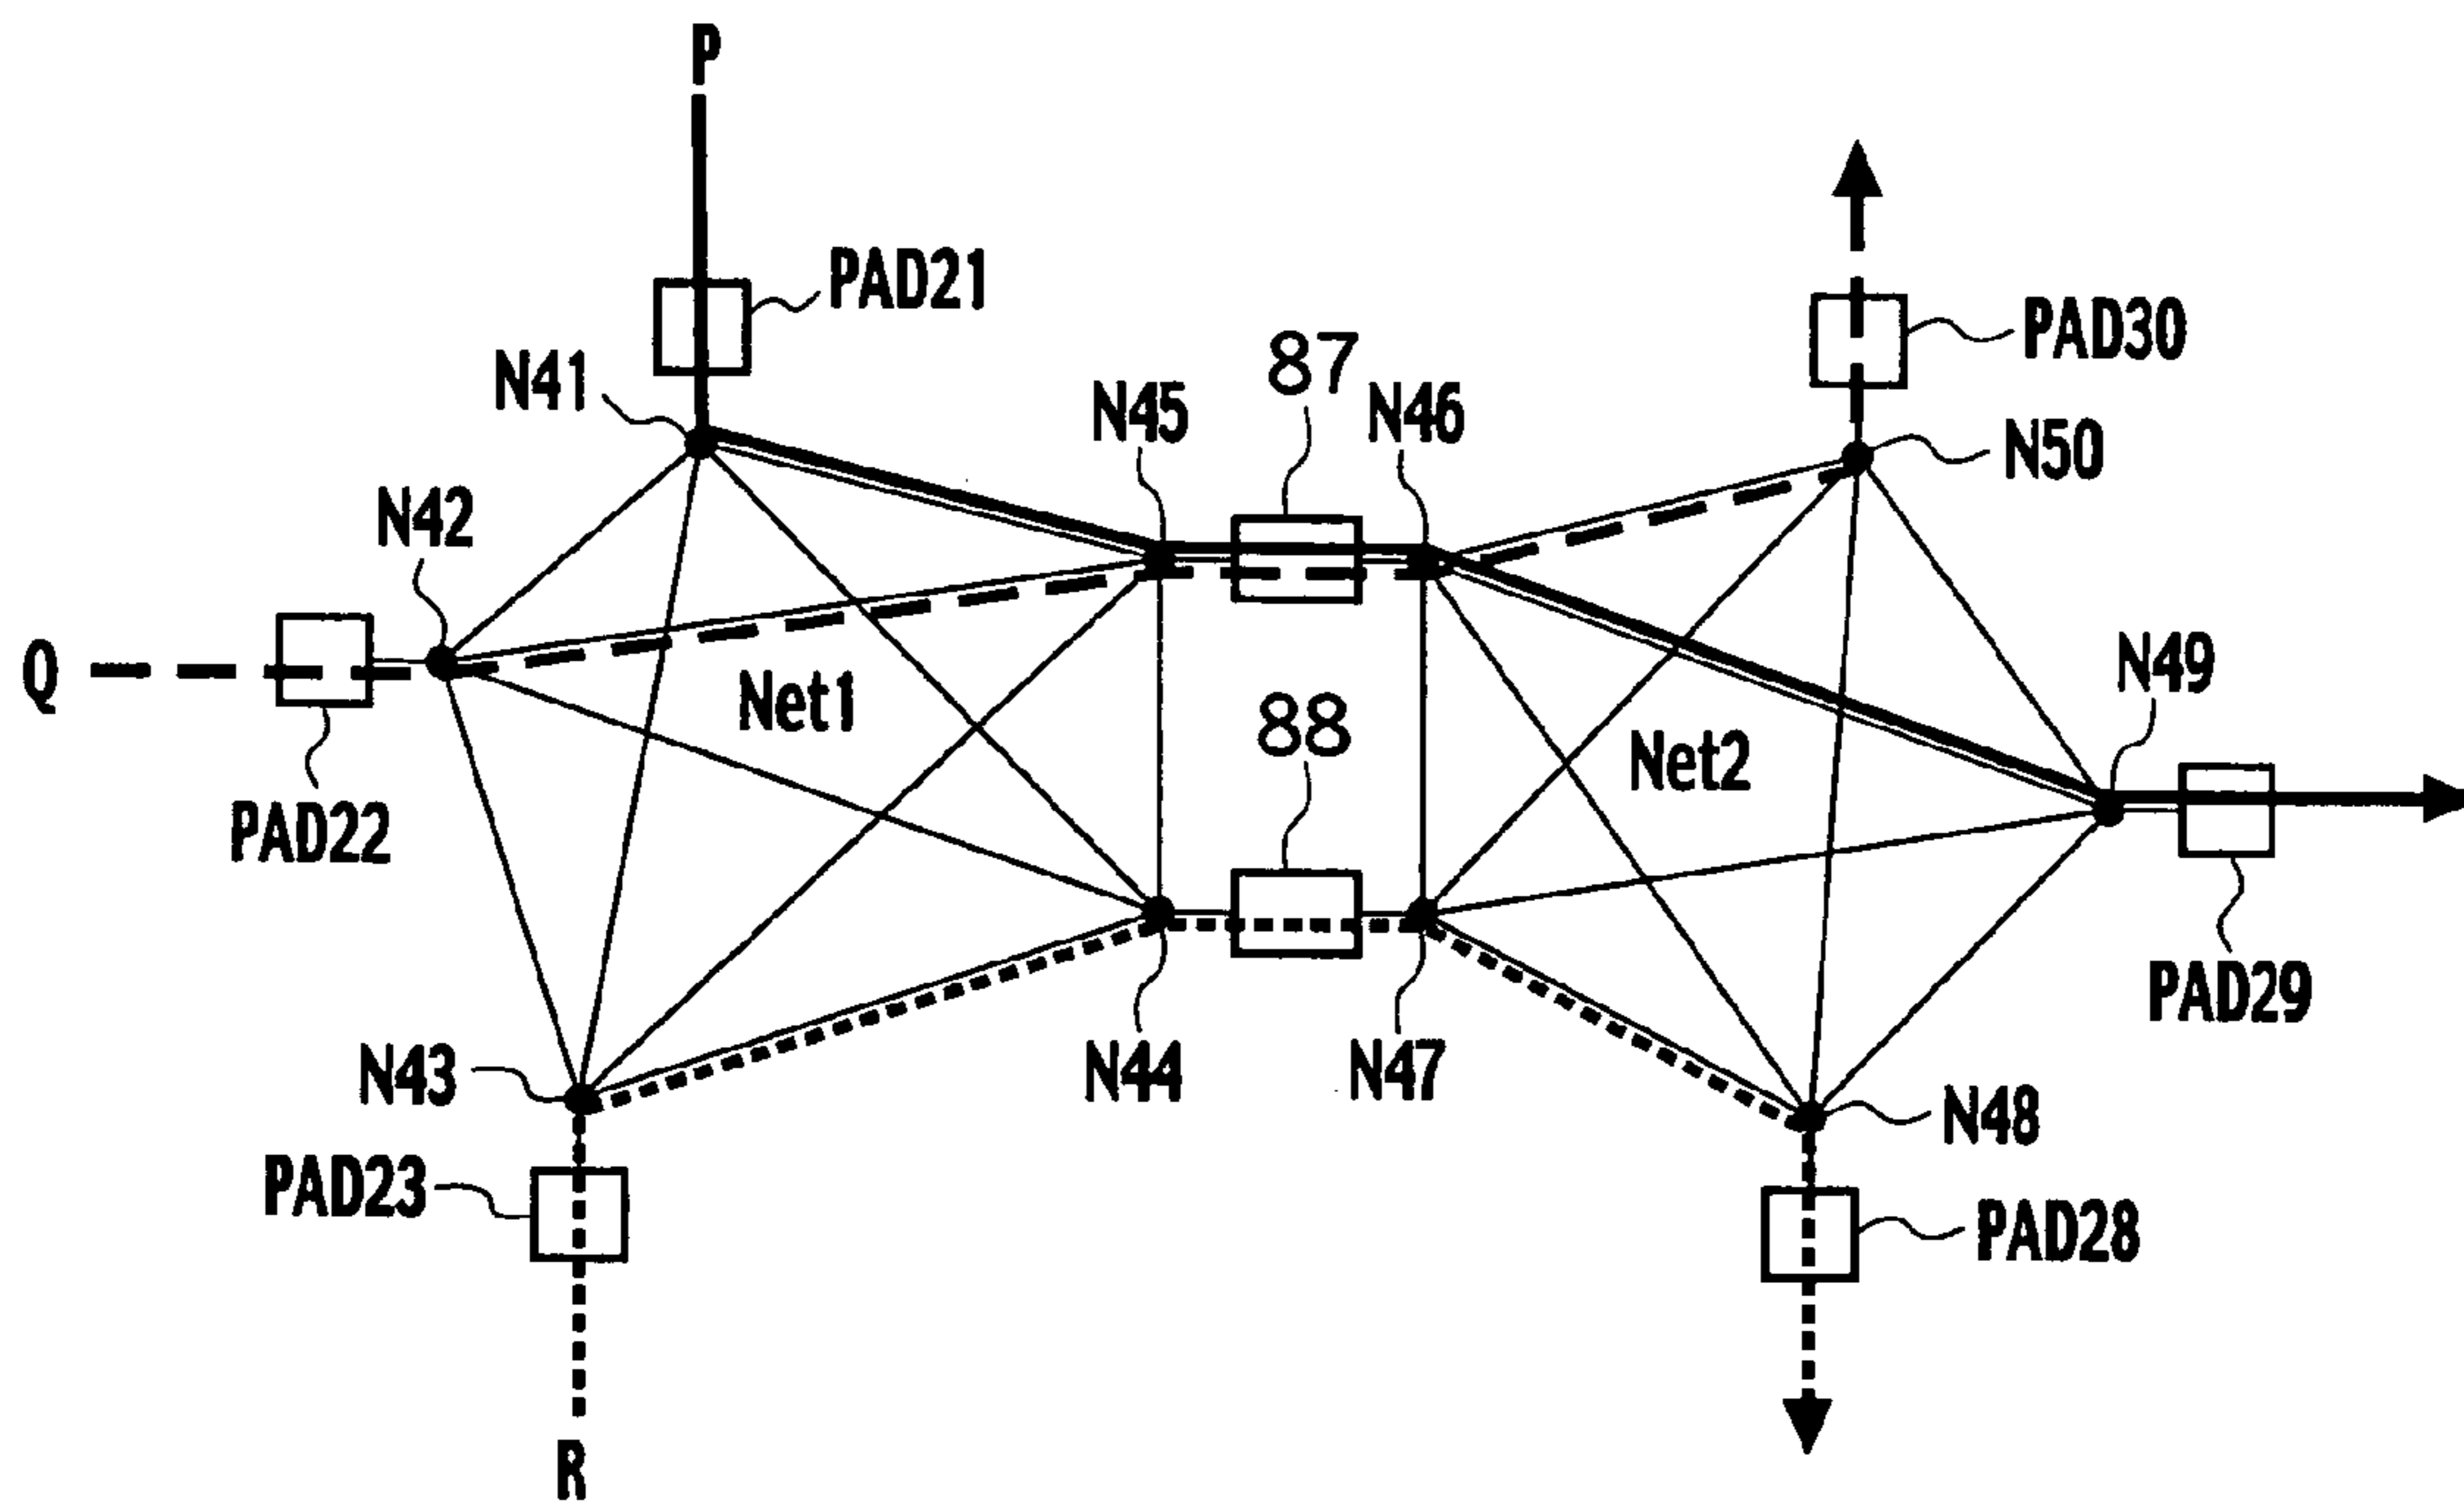 P
PAD21
N41
87
N45
N46
PAD30
N50
N42
Q
Net1
N49
88
Net2
PAD22
PAD29
N43
N44
N47
N48
PAD23
PAD28
R